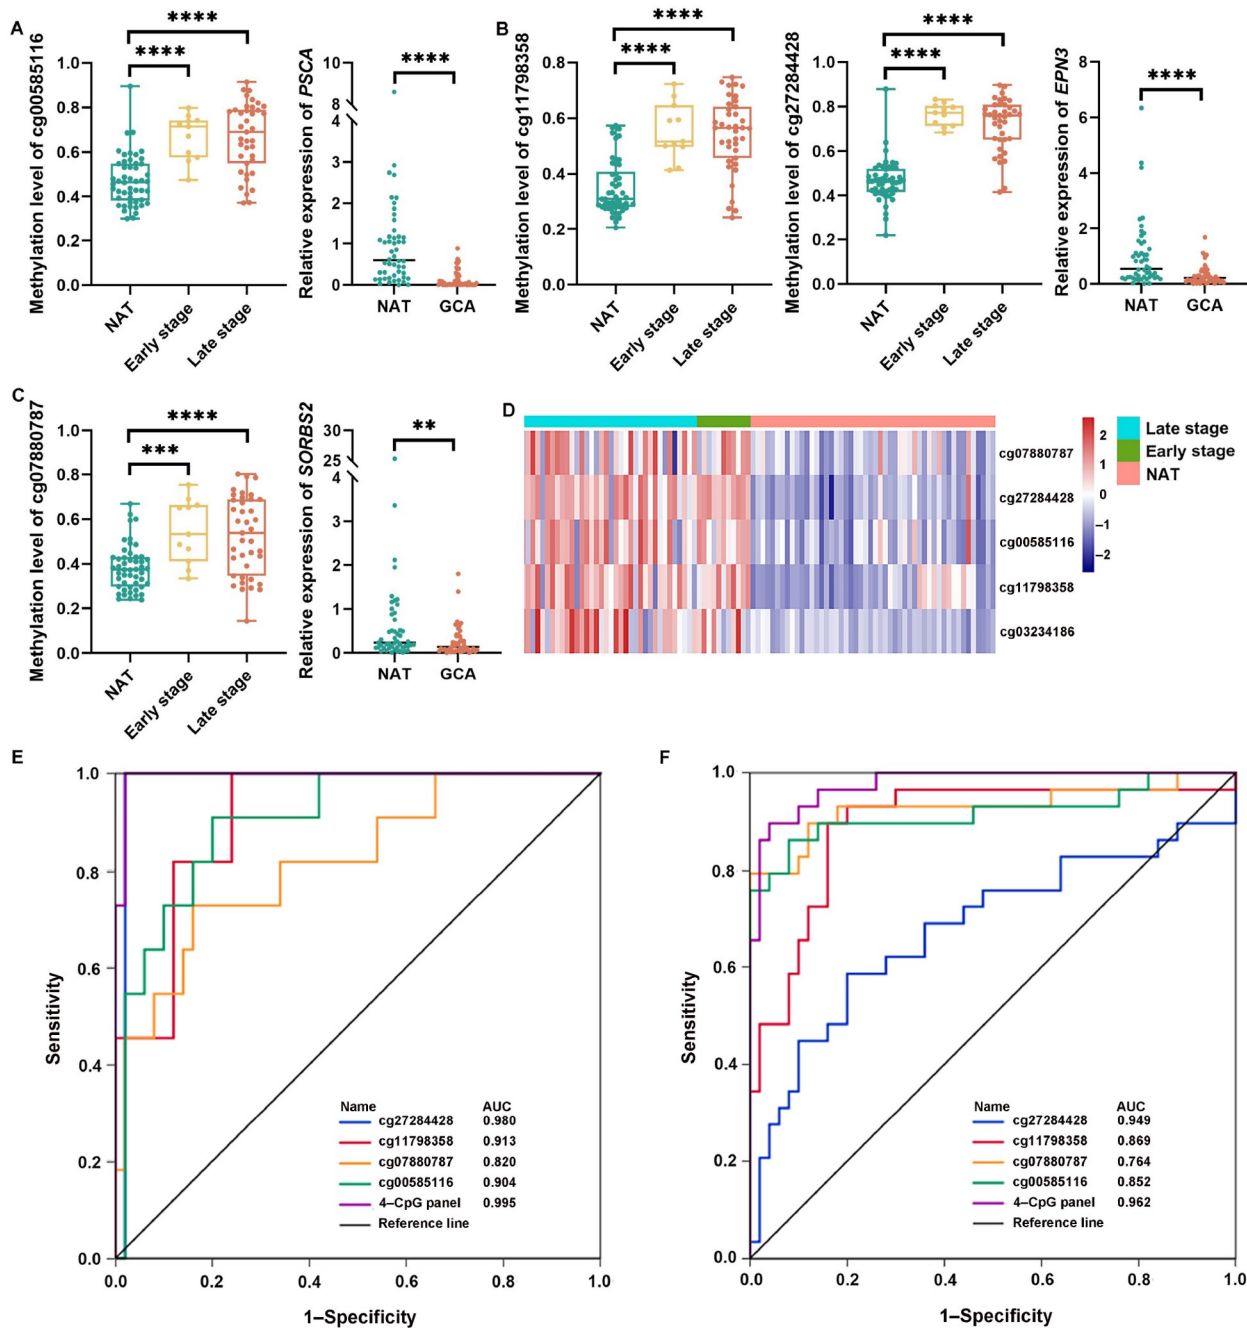 A
Methylation level of cg00585116
1.0
0.8
0.6
0.4
0.2
0.0
****
****
NAT
Early stage
Late stage
Relative expression of PSCA
10
8
4
3
2
1
0
****
NAT
GCA
B
Methylation level of cg11798358
0.8
0.6
0.4
0.2
0.0
****
****
NAT
Early stage
Late stage
Methylation level of cg27284428
1.0
0.8
0.6
0.4
0.2
0.0
****
****
NAT
Early stage
Late stage
Relative expression of EPN3
8
6
4
2
0
****
NAT
GCA
C
Methylation level of cg07880787
1.0
0.8
0.6
0.4
0.2
0.0
****
***
NAT
Early stage
Late stage
Relative expression of SORBS2
30
25
4
3
2
1
0
**
NAT
GCA
D
cg07880787
cg27284428
cg00585116
cg11798358
cg03234186
2
1
0
−1
−2
Late stage
Early stage
NAT
E
Sensitivity
1.0
0.8
0.6
0.4
0.2
0.0
Name AUC
cg27284428 0.980
cg11798358 0.913
cg07880787 0.820
cg00585116 0.904
4–CpG panel 0.995
Reference line
0.0 0.2 0.4 0.6 0.8 1.0
1–Specificity
F
Sensitivity
1.0
0.8
0.6
0.4
0.2
0.0
Name AUC
cg27284428 0.949
cg11798358 0.869
cg07880787 0.764
cg00585116 0.852
4–CpG panel 0.962
Reference line
0.0 0.2 0.4 0.6 0.8 1.0
1–Specificity